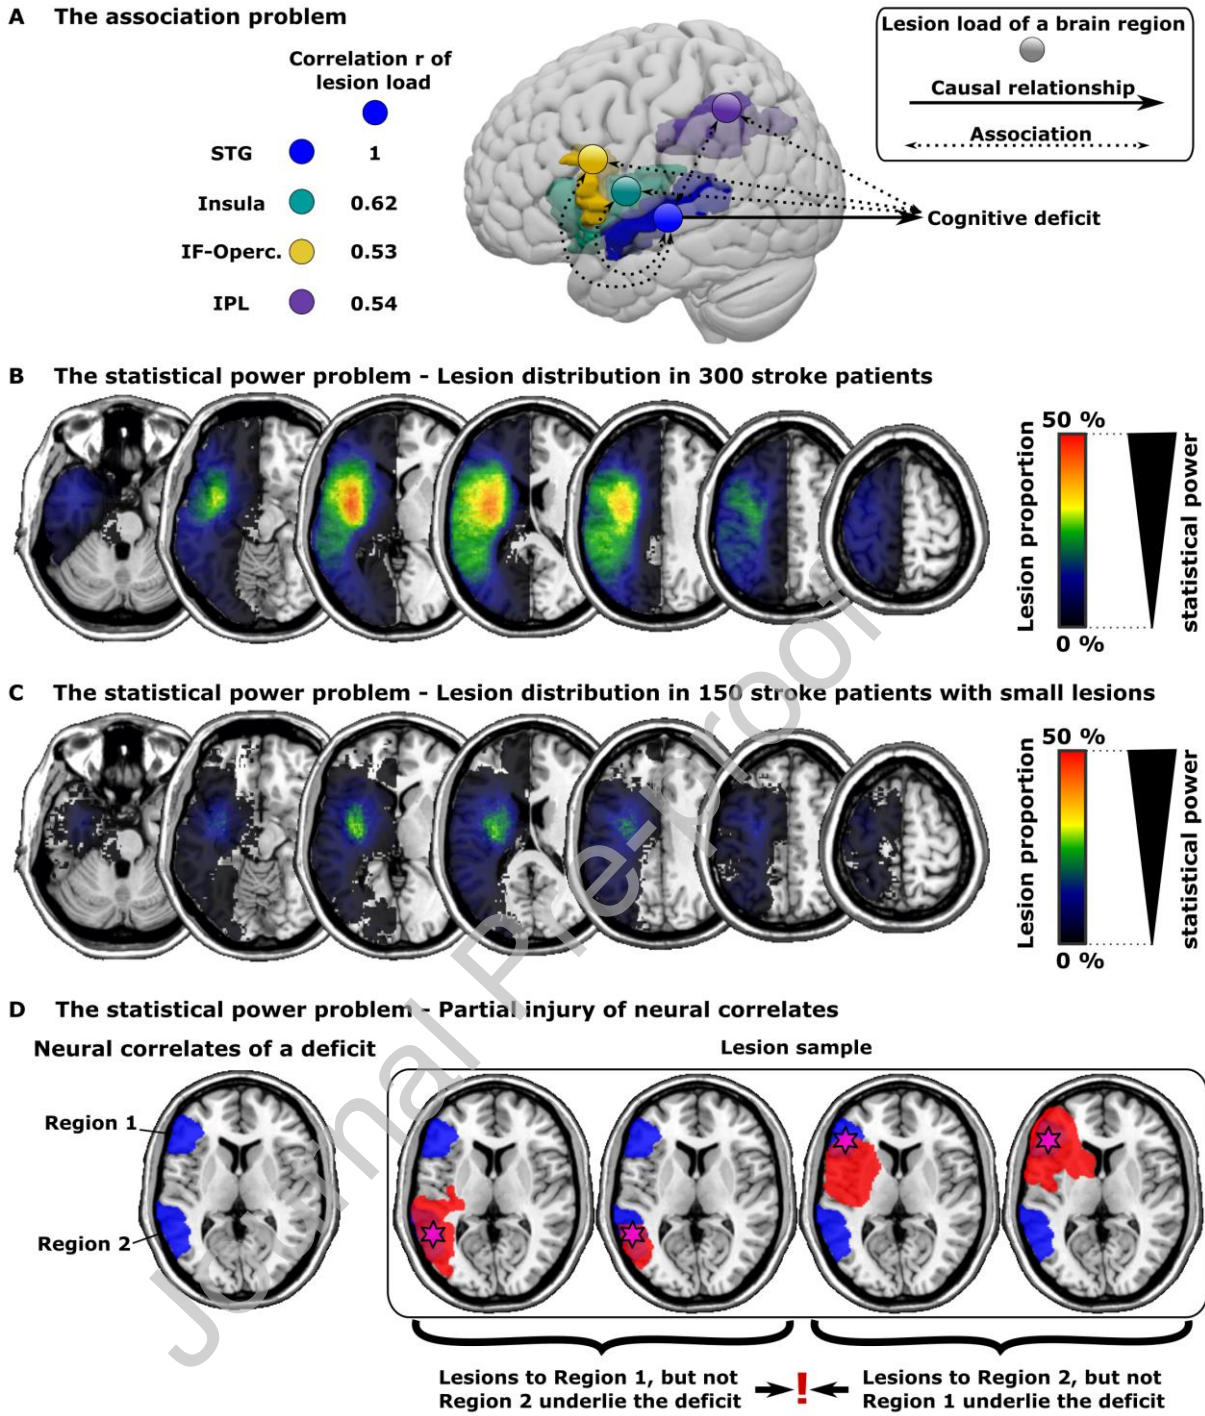 A The association problem
Correlation r of
lesion load
STG 1
Insula 0.62
IF-Operc. 0.53
IPL 0.54
Lesion load of a brain region
Causal relationship
Association
Cognitive deficit
B The statistical power problem - Lesion distribution in 300 stroke patients
50 %
Lesion proportion
statistical power
0 %
C The statistical power problem - Lesion distribution in 150 stroke patients with small lesions
50 %
Lesion proportion
statistical power
0 %
D The statistical power problem - Partial injury of neural correlates
Neural correlates of a deficit
Lesion sample
Region 1
Region 2
Lesions to Region 1, but not
Region 2 underlie the deficit
!
Lesions to Region 2, but not
Region 1 underlie the deficit
Journal Pre-proof